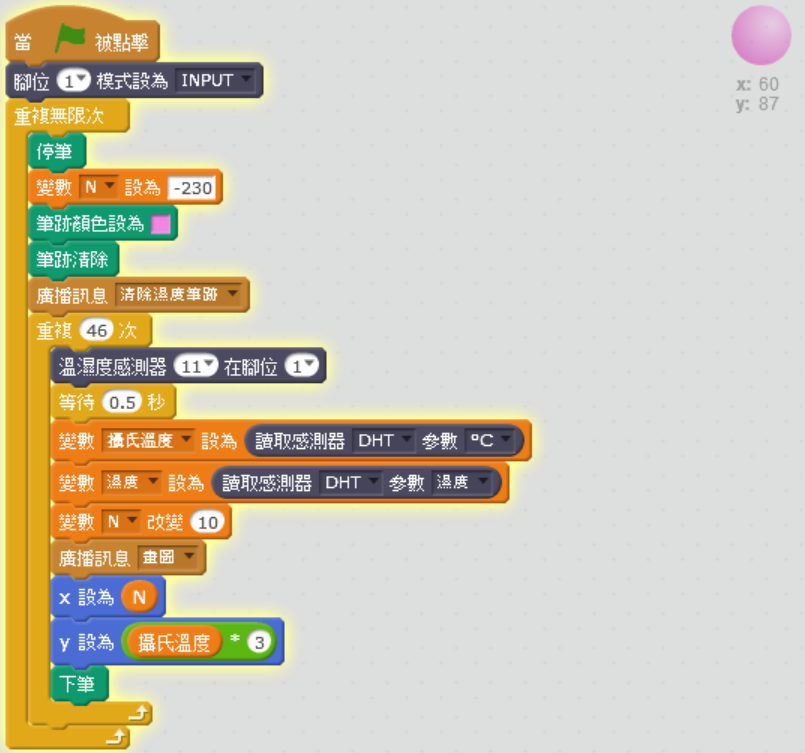 當 被點擊
腳位 1 模式設為 INPUT
重複無限次
停筆
變數 N 設為 -230
筆跡顏色設為
筆跡清除
廣播訊息 清除濕度筆跡
重複 46 次
溫濕度感測器 11 在腳位 1
等待 0.5 秒
變數 攝氏溫度 設為 讀取感測器 DHT 參數 ºC
變數 濕度 設為 讀取感測器 DHT 參數 濕度
變數 N 改變 10
廣播訊息 畫圖
x 設為 N
y 設為 攝氏溫度 * 3
下筆
x: 60
y: 87